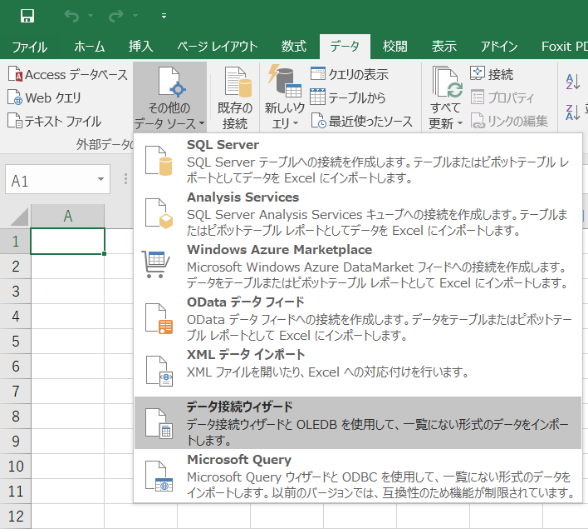 ファイル ホーム 挿入 ページ レイアウト 数式 データ 校閲 表示 アドイン Foxit PD
Access データベース
Web クエリ
テキスト ファイル
その他の
データ ソース
既存の
接続
新しいク
エリ
クエリの表示
テーブルから
最近使ったソース
すべて
更新
接続
プロパティ
リンクの編集
外部データの
A1
SQL Server
SQL Server テーブルへの接続を作成します。テーブルまたはピボットテーブル レ
ポートとしてデータを Excel にインポートします。
Analysis Services
SQL Server Analysis Services キューブへの接続を作成します。テーブルま
たはピボットテーブル レポートとしてデータを Excel にインポートします。
Windows Azure Marketplace
Microsoft Windows Azure DataMarket フィードへの接続を作成します。
データをテーブルまたはピボットテーブル レポートとして Excel にインポートします。
OData データ フィード
OData データ フィードへの接続を作成します。データをテーブルまたはピボットテー
ブル レポートとして Excel にインポートします。
XML データ インポート
XML ファイルを開いたり、Excel への対応付けを行います。
データ接続ウィザード
データ接続ウィザードと OLEDB を使用して、一覧にない形式のデータをインポー
トします。
Microsoft Query
Microsoft Query ウィザードと ODBC を使用して、一覧にない形式のデータを
インポートします。以前のバージョンでは、互換性のため機能が制限されています。
A
1
2
3
4
5
6
7
8
9
10
11
12